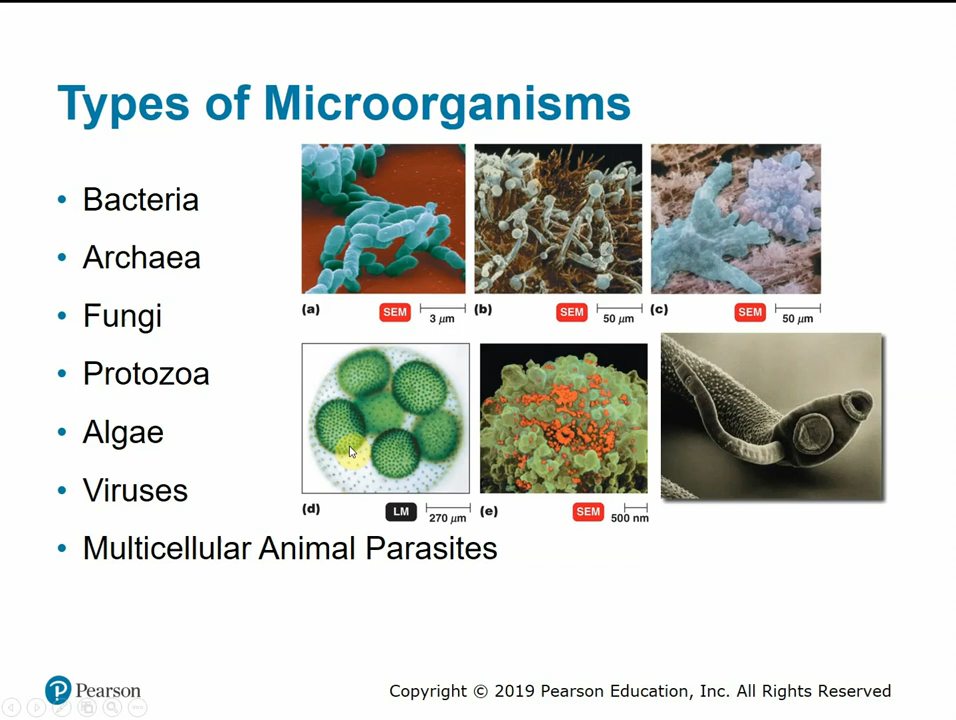 Types of Microorganisms
• Bacteria
• Archaea
• Fungi
• Protozoa
• Algae
• Viruses
• Multicellular Animal Parasites
(a) SEM 3 μm
(b) SEM 50 μm
(c) SEM 50 μm
(d) LM 270 μm
(e) SEM 500 nm
P Pearson
Copyright © 2019 Pearson Education, Inc. All Rights Reserved